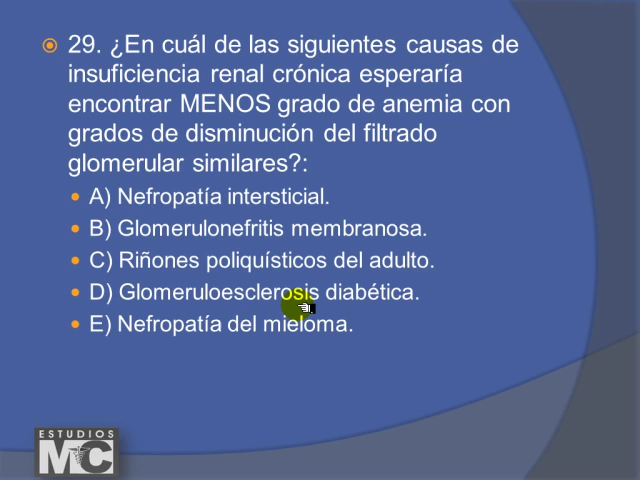 29. ¿En cuál de las siguientes causas de
insuficiencia renal crónica esperaría
encontrar MENOS grado de anemia con
grados de disminución del filtrado
glomerular similares?:
A) Nefropatía intersticial.
B) Glomerulonefritis membranosa.
C) Riñones poliquísticos del adulto.
D) Glomeruloesclerosis diabética.
E) Nefropatía del mieloma.
ESTUDIOS
MC